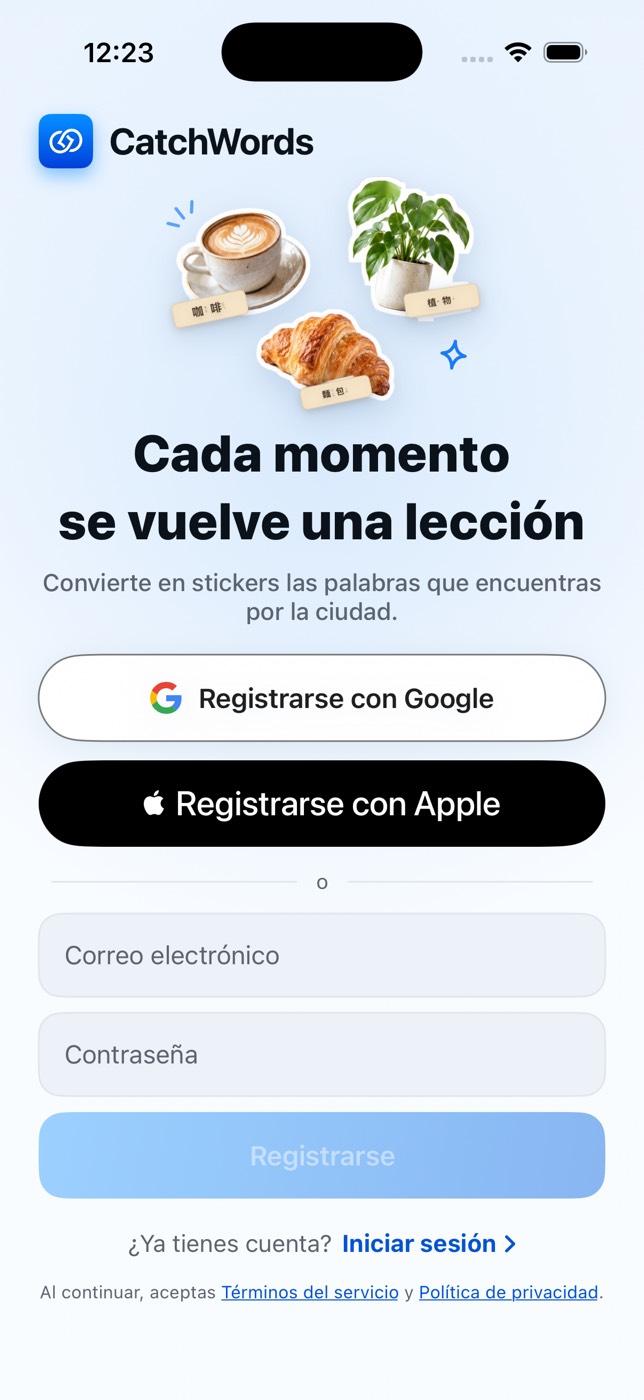 12:23
CatchWords
咖啡
植物
麵包
Cada momento
se vuelve una lección
Convierte en stickers las palabras que encuentras
por la ciudad.
Registrarse con Google
Registrarse con Apple
o
Correo electrónico
Contraseña
Registrarse
¿Ya tienes cuenta? Iniciar sesión
Al continuar, aceptas Términos del servicio y Política de privacidad.